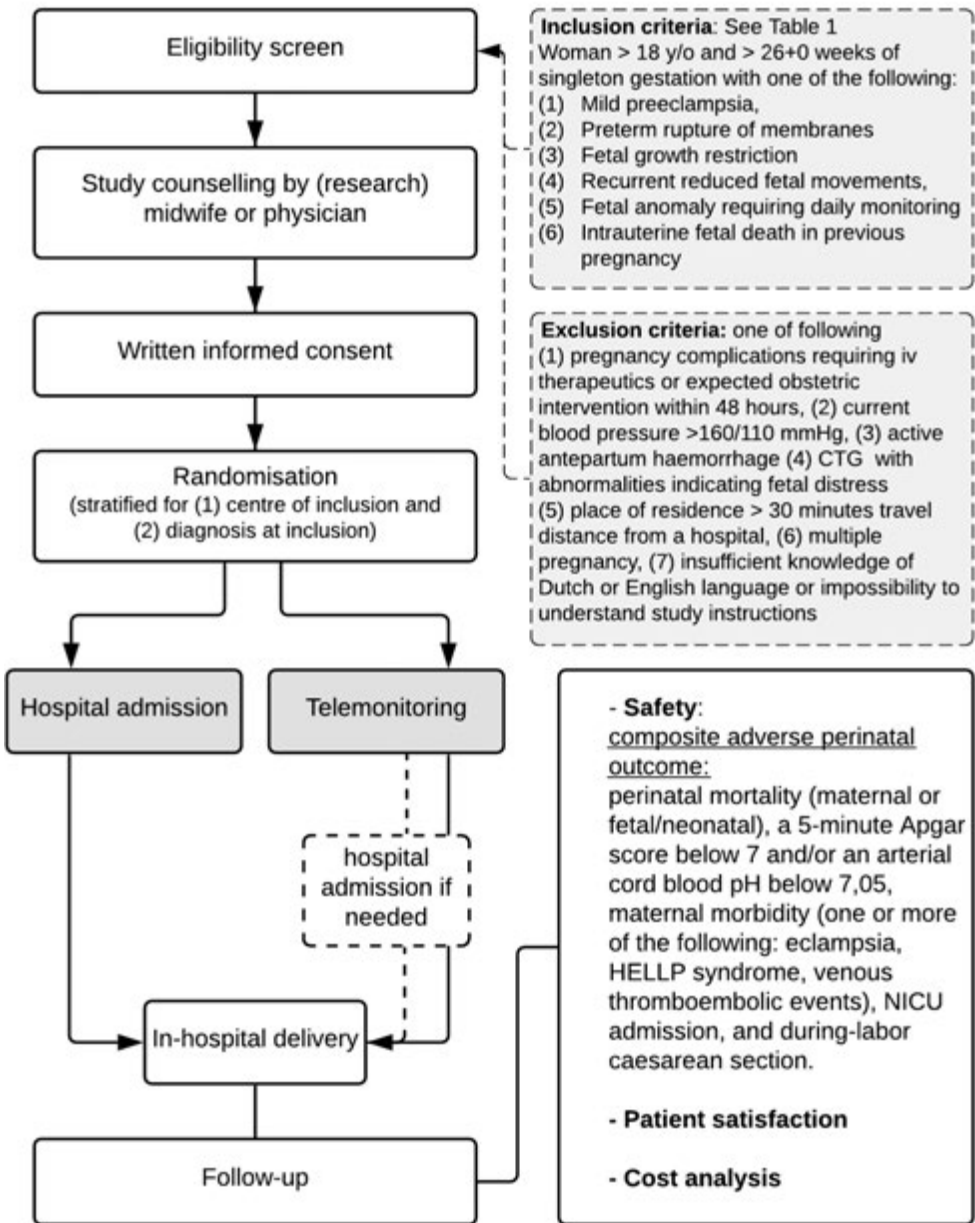 Eligibility screen
Inclusion criteria: See Table 1
Woman > 18 y/o and > 26+0 weeks of
singleton gestation with one of the following:
(1) Mild preeclampsia,
(2) Preterm rupture of membranes
(3) Fetal growth restriction
(4) Recurrent reduced fetal movements,
(5) Fetal anomaly requiring daily monitoring
(6) Intrauterine fetal death in previous
pregnancy
Study counselling by (research)
midwife or physician
Written informed consent
Exclusion criteria: one of following
(1) pregnancy complications requiring iv
therapeutics or expected obstetric
intervention within 48 hours, (2) current
blood pressure >160/110 mmHg, (3) active
antepartum haemorrhage (4) CTG with
abnormalities indicating fetal distress
(5) place of residence > 30 minutes travel
distance from a hospital, (6) multiple
pregnancy, (7) insufficient knowledge of
Dutch or English language or impossibility to
understand study instructions
Randomisation
(stratified for (1) centre of inclusion and
(2) diagnosis at inclusion)
Hospital admission
Telemonitoring
hospital
admission if
needed
In-hospital delivery
Follow-up
- Safety:
composite adverse perinatal
outcome:
perinatal mortality (maternal or
fetal/neonatal), a 5-minute Apgar
score below 7 and/or an arterial
cord blood pH below 7,05,
maternal morbidity (one or more
of the following: eclampsia,
HELLP syndrome, venous
thromboembolic events), NICU
admission, and during-labor
caesarean section.
- Patient satisfaction
- Cost analysis